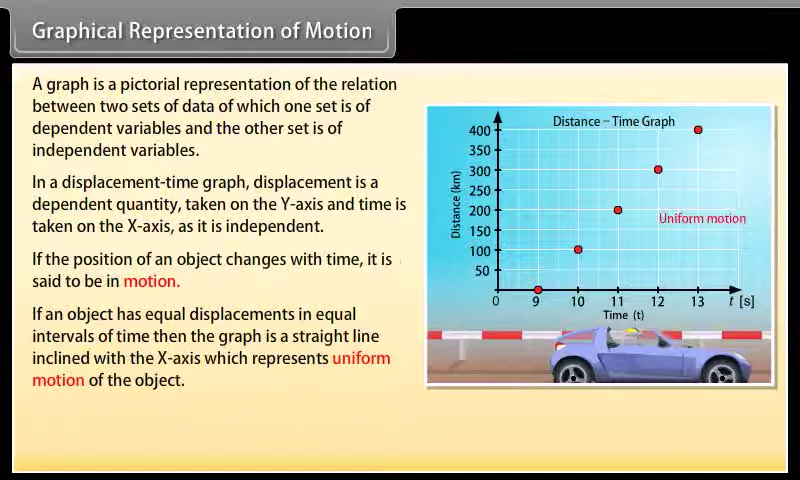 Graphical Representation of Motion
A graph is a pictorial representation of the relation
between two sets of data of which one set is of
dependent variables and the other set is of
independent variables.
In a displacement-time graph, displacement is a
dependent quantity, taken on the Y-axis and time is
taken on the X-axis, as it is independent.
If the position of an object changes with time, it is
said to be in motion.
If an object has equal displacements in equal
intervals of time then the graph is a straight line
inclined with the X-axis which represents uniform
motion of the object.
Distance – Time Graph
Distance (km)
400
350
300
250
200
150
100
50
Uniform motion
0 9 10 11 12 13 t [s]
Time (t)